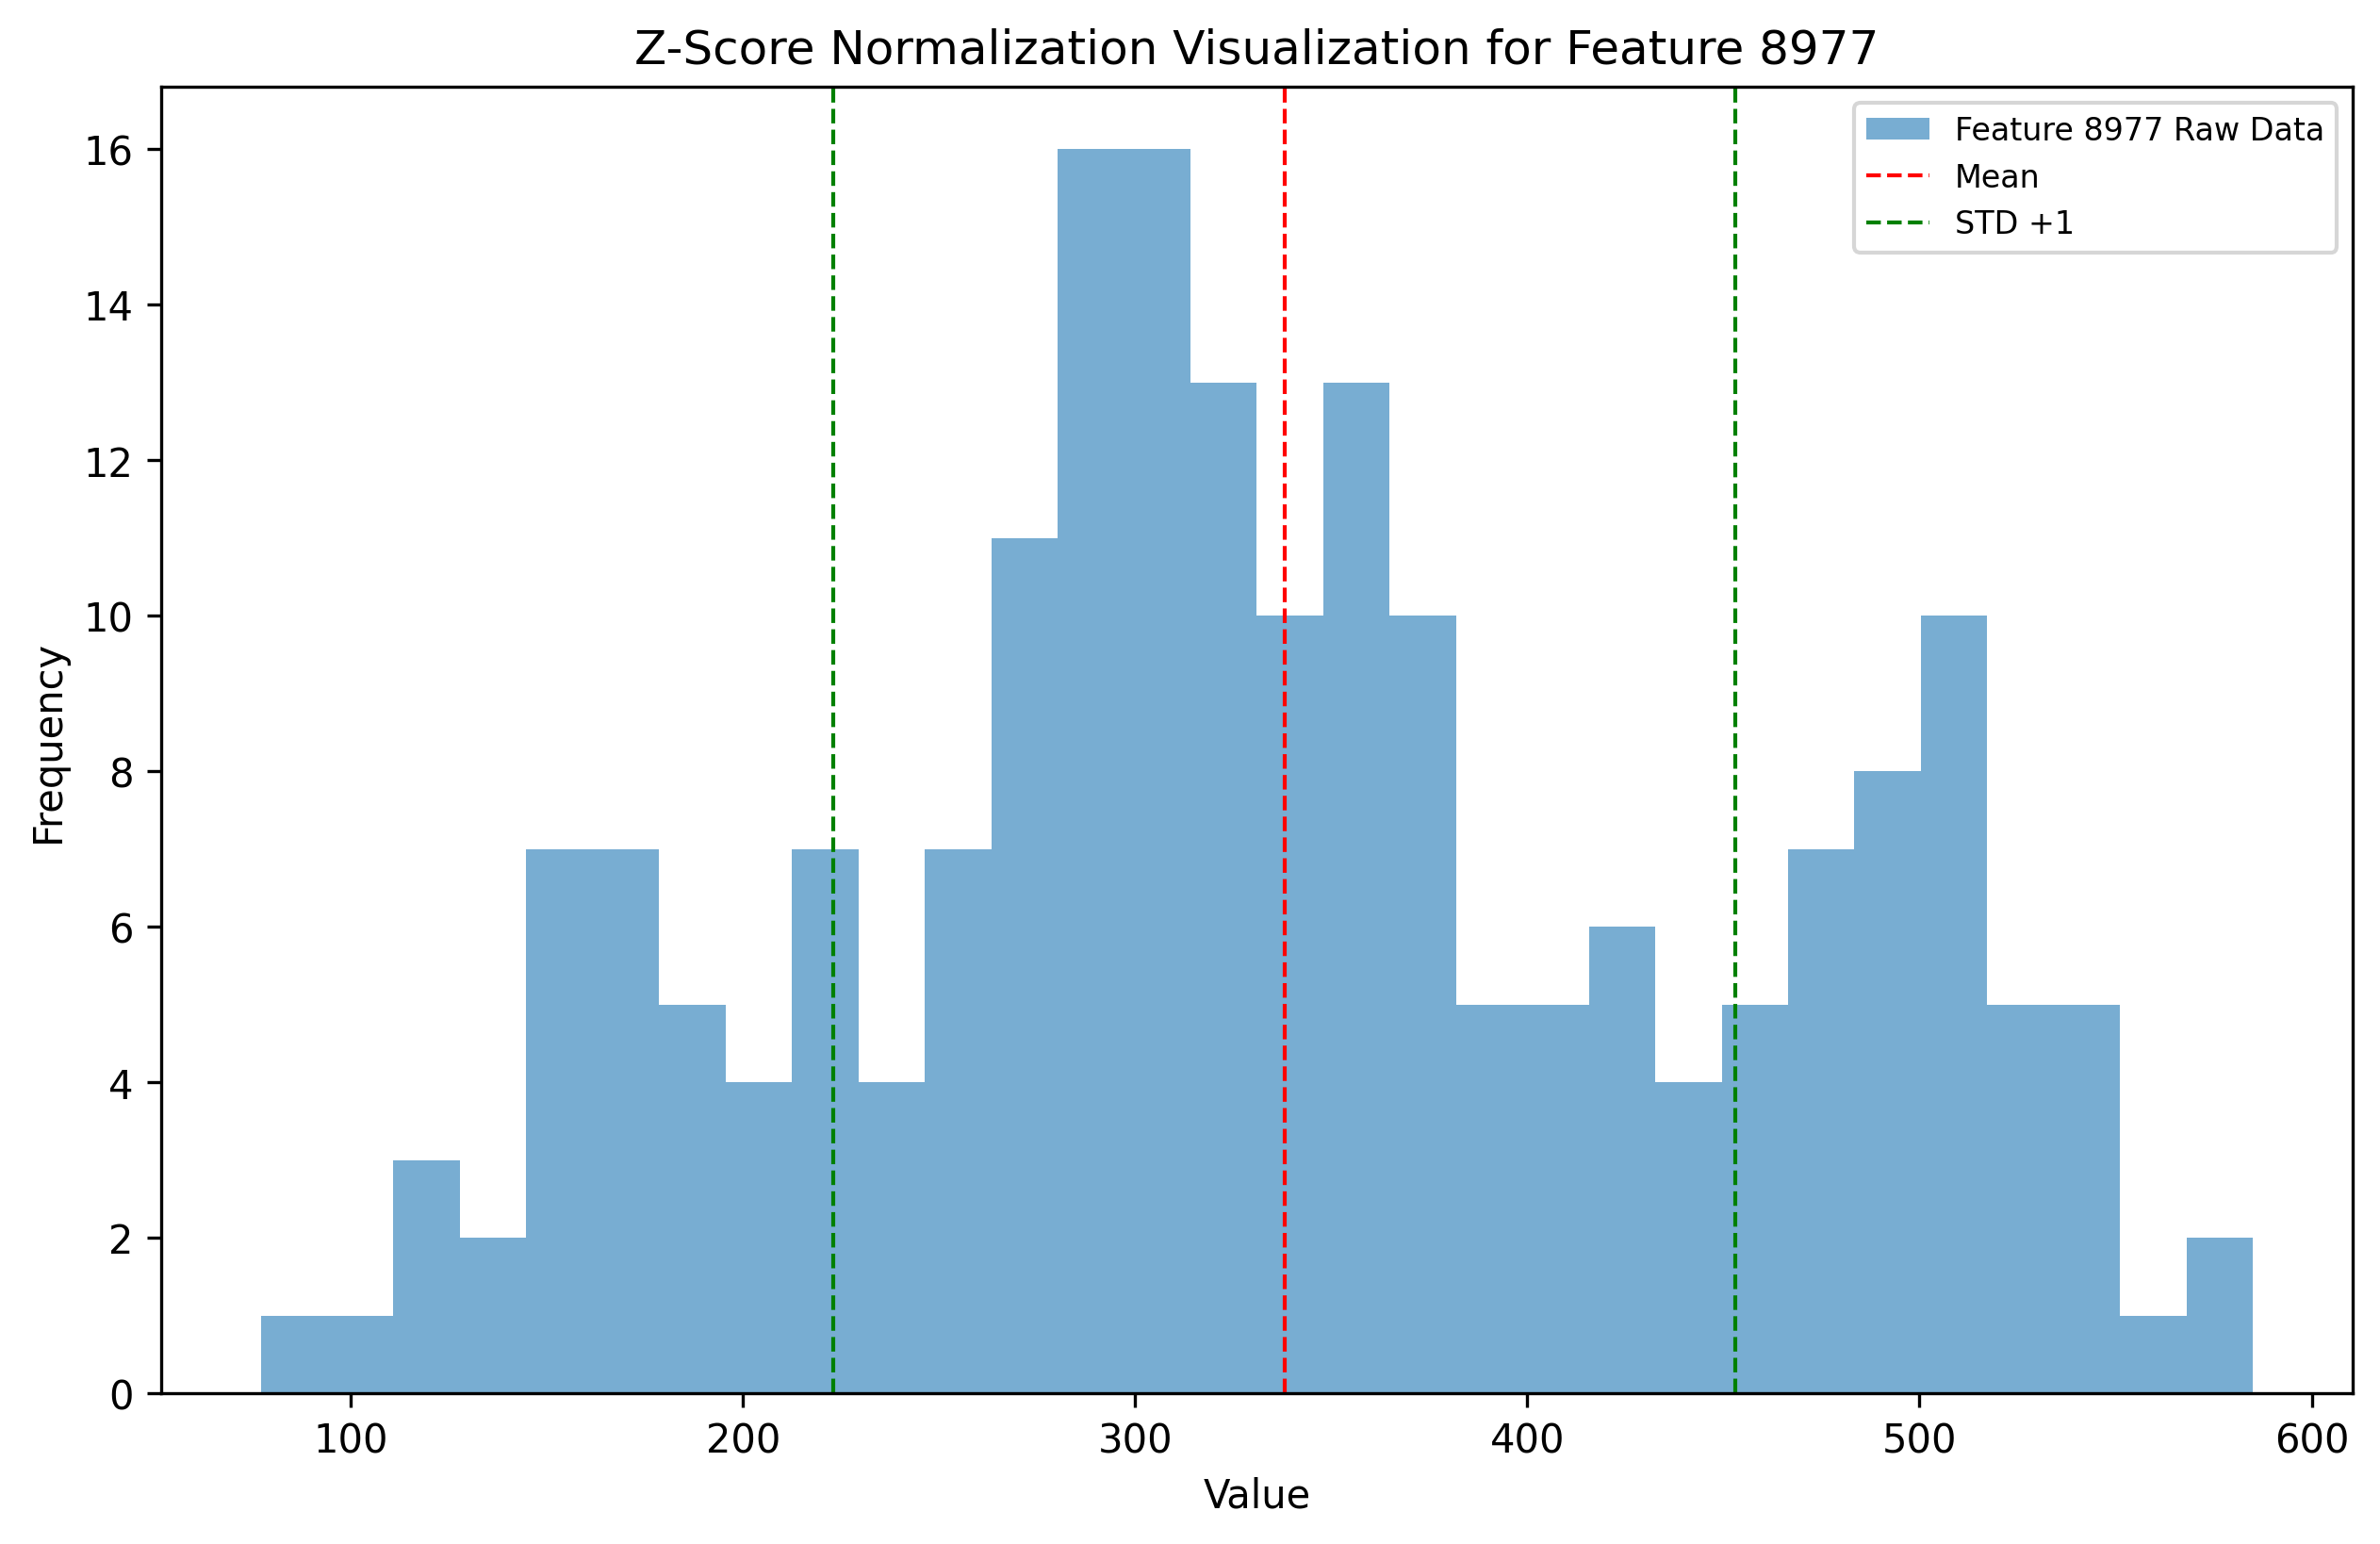 Z-Score Normalization Visualization for Feature 8977
Feature 8977 Raw Data
Mean
STD +1
16
14
12
10
8
6
4
2
0
Frequency
100 200 300 400 500 600
Value